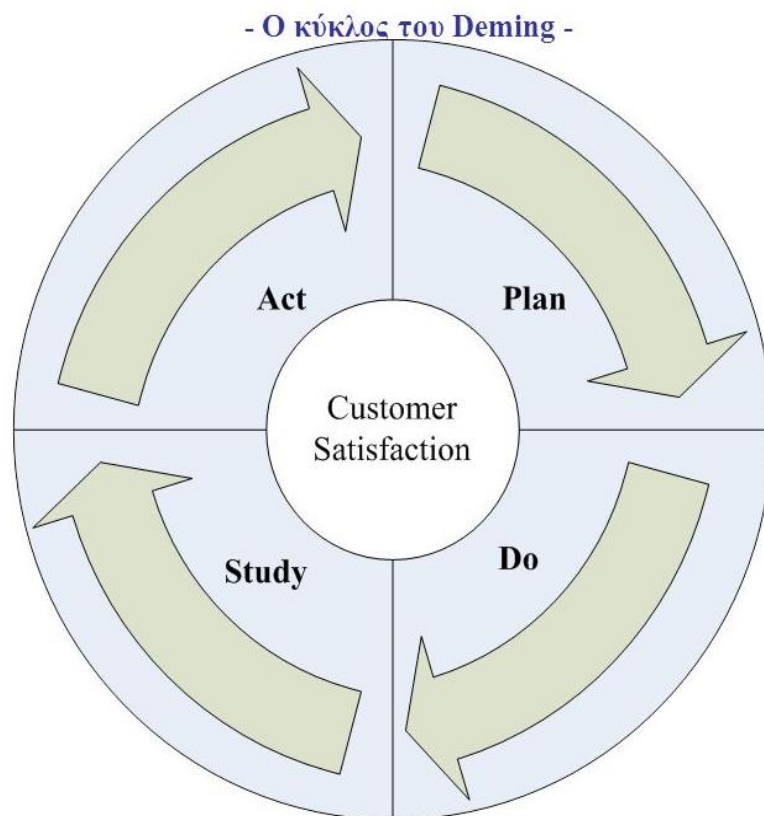 - Ο κύκλος του Deming -
Act
Plan
Customer
Satisfaction
Study
Do